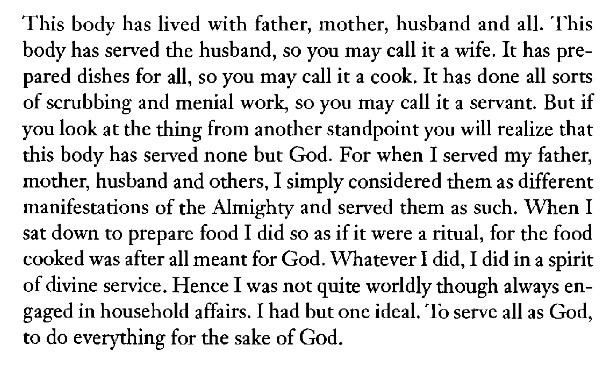 This body has lived with father, mother, husband and all. This
body has served the husband, so you may call it a wife. It has pre-
pared dishes for all, so you may call it a cook. It has done all sorts
of scrubbing and menial work, so you may call it a servant. But if
you look at the thing from another standpoint you will realize that
this body has served none but God. For when I served my father,
mother, husband and others, I simply considered them as different
manifestations of the Almighty and served them as such. When I
sat down to prepare food I did so as if it were a ritual, for the food
cooked was after all meant for God. Whatever I did, I did in a spirit
of divine service. Hence I was not quite worldly though always en-
gaged in household affairs. I had but one ideal. To serve all as God,
to do everything for the sake of God.